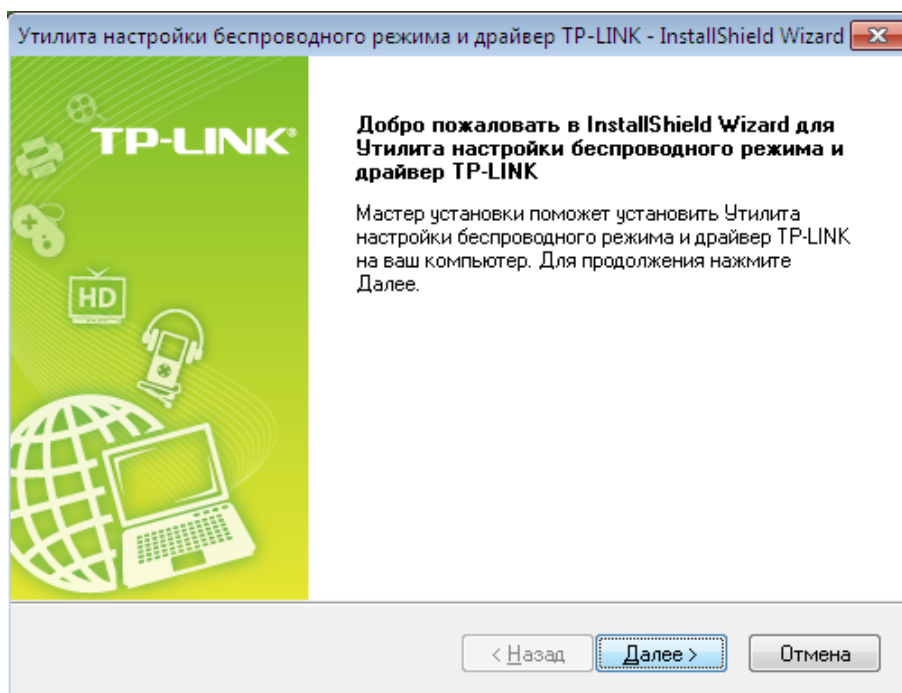 Утилита настройки беспроводного режима и драйвер TP-LINK - InstallShield Wizard
TP-LINK®
HD
Добро пожаловать в InstallShield Wizard для
Утилита настройки беспроводного режима и
драйвер TP-LINK
Мастер установки поможет установить Утилита
настройки беспроводного режима и драйвер TP-LINK
на ваш компьютер. Для продолжения нажмите
Далее.
< Назад
Далее >
Отмена